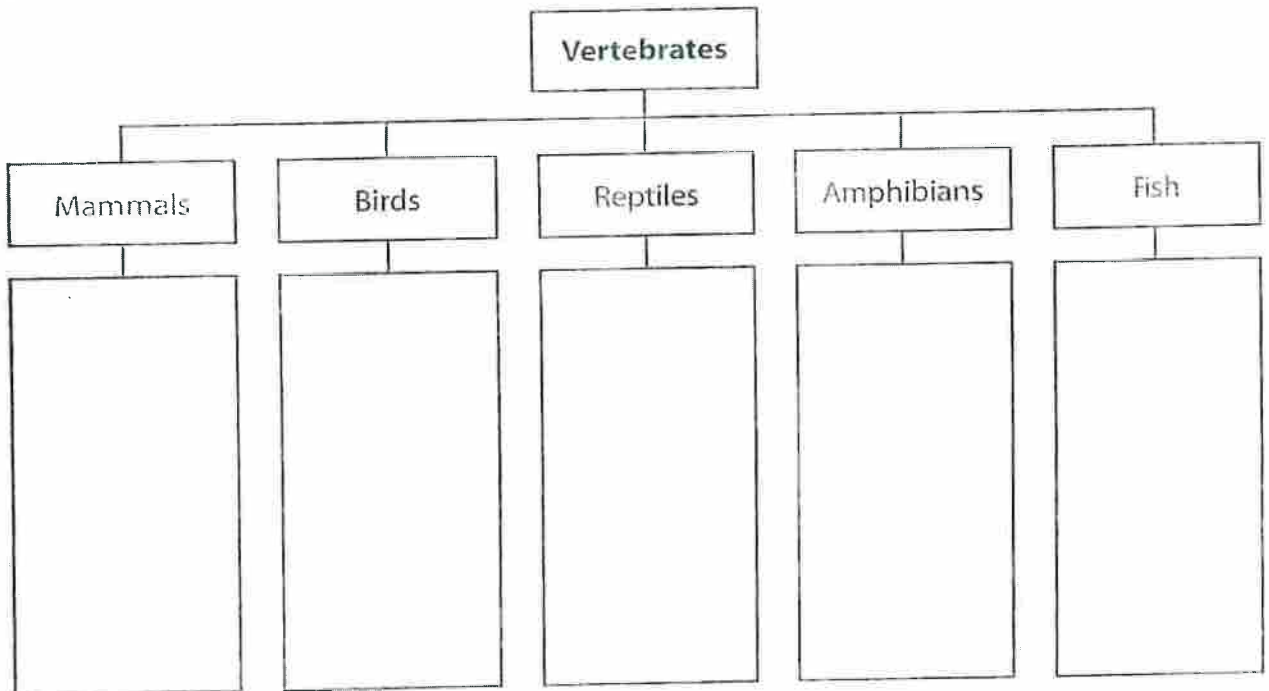 Vertebrates
Mammals
Birds
Reptiles
Amphibians
Fish